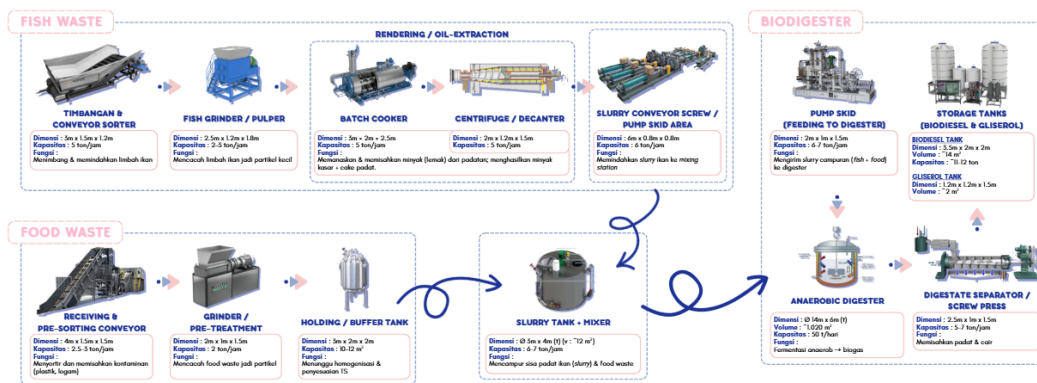 FISH WASTE
TIMBANGAN &
CONVEYOR SORTER
Dimensi : 3m x 1.5m x 1.2m
Kapasitas : 5 ton/jam
Fungsi :
Menimbang & memindahkan limbah ikan
FISH GRINDER / PULPER
Dimensi : 2.5m x 1.2m x 1.8m
Kapasitas : 2-5 ton/jam
Fungsi :
Mencacah limbah ikan jadi partikel kecil
RENDERING / OIL-EXTRACTION
BATCH COOKER
Dimensi : 3m × 2m × 2.5m
Kapasitas : 5 ton/jam
Fungsi :
Memanaskan & memisahkan minyak (lemak) dari padatan; menghasilkan minyak
kasar + cake padat.
CENTRIFUGE / DECANTER
Dimensi : 2m x 1.2m x 1.5m
Kapasitas : 5 ton/jam
SLURRY CONVEYOR SCREW /
PUMP SKID AREA
Dimensi : 6m x 0.8m x 0.8m
Kapasitas : 6 ton/jam
Fungsi :
Memindahkan slurry ikan ke mixing
station
FOOD WASTE
RECEIVING &
PRE-SORTING CONVEYOR
Dimensi : 4m x 1.5m x 1.5m
Kapasitas : 2.5-3 ton/jam
Fungsi :
Menyortir dan memisahkan kontaminan
(plastik, logam)
GRINDER /
PRE-TREATMENT
Dimensi : 2m x 1m x 1.5m
Kapasitas : 2 ton/jam
Fungsi :
Mencacah food waste jadi partikel
HOLDING / BUFFER TANK
Dimensi : 3m x 2m x 2m
Kapasitas : 10-12 m³
Fungsi :
Menunggu homogenisasi &
penyesuaian TS
SLURRY TANK + MIXER
Dimensi : Ø 3m x 4m (t) (v : ~12 m³)
Kapasitas : 6-7 ton/jam
Fungsi :
Mencampur sisa padat ikan (slurry) & food waste
BIODIGESTER
PUMP SKID
(FEEDING TO DIGESTER)
Dimensi : 2m x 1m x 1.5m
Kapasitas : 6-7 ton/jam
Fungsi :
Mengirim slurry campuran (fish + food)
ke digester
STORAGE TANKS
(BIODIESEL & GLISEROL)
BIODIESEL TANK
Dimensi : 3.5m x 2m x 2m
Volume : ~14 m³
Kapasitas : ~11-12 ton
GLISEROL TANK
Dimensi : 1.2m x 1.2m x 1.5m
Volume : ~2 m³
ANAEROBIC DIGESTER
Dimensi : Ø 14m x 6m (t)
Volume : ~1.020 m³
Kapasitas : 50 t/hari
Fungsi :
Fermentasi anaerob → biogas
DIGESTATE SEPARATOR /
SCREW PRESS
Dimensi : 2.5m x 1m x 1.5m
Kapasitas : 5-7 ton/jam
Fungsi :
Memisahkan padat & cair